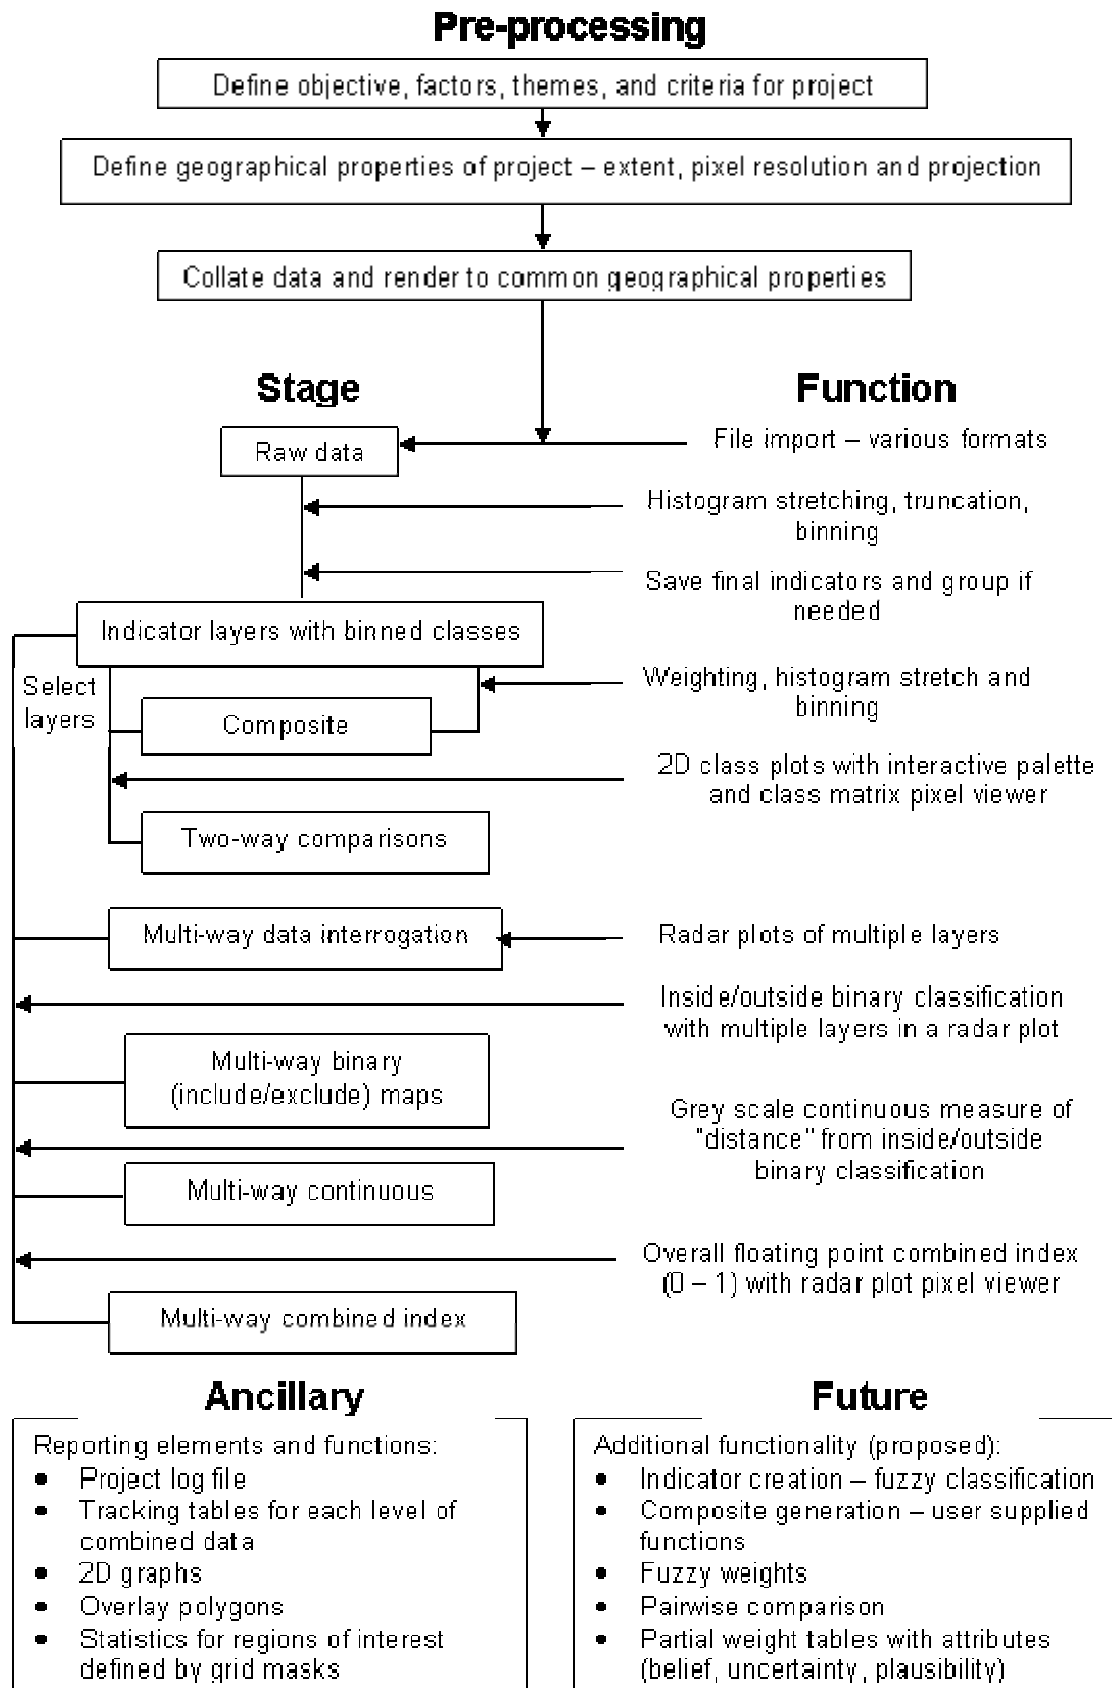 Pre-processing
Define objective, factors, themes, and criteria for project
Define geographical properties of project – extent, pixel resolution and projection
Collate data and render to common geographical properties
Stage
Function
Raw data
File import – various formats
Histogram stretching, truncation,
binning
Save final indicators and group if
needed
Indicator layers with binned classes
Select
layers
Weighting, histogram stretch and
binning
Composite
2D class plots with interactive palette
and class matrix pixel viewer
Two-way comparisons
Multi-way data interrogation
Radar plots of multiple layers
Inside/outside binary classification
with multiple layers in a radar plot
Multi-way binary
(include/exclude) maps
Grey scale continuous measure of
"distance" from inside/outside
binary classification
Multi-way continuous
Overall floating point combined index
(0 – 1) with radar plot pixel viewer
Multi-way combined index
Ancillary
Reporting elements and functions:
● Project log file
● Tracking tables for each level of
combined data
● 2D graphs
● Overlay polygons
● Statistics for regions of interest
defined by grid masks
Future
Additional functionality (proposed):
● Indicator creation – fuzzy classification
● Composite generation – user supplied
functions
● Fuzzy weights
● Pairwise comparison
● Partial weight tables with attributes
(belief, uncertainty, plausibility)